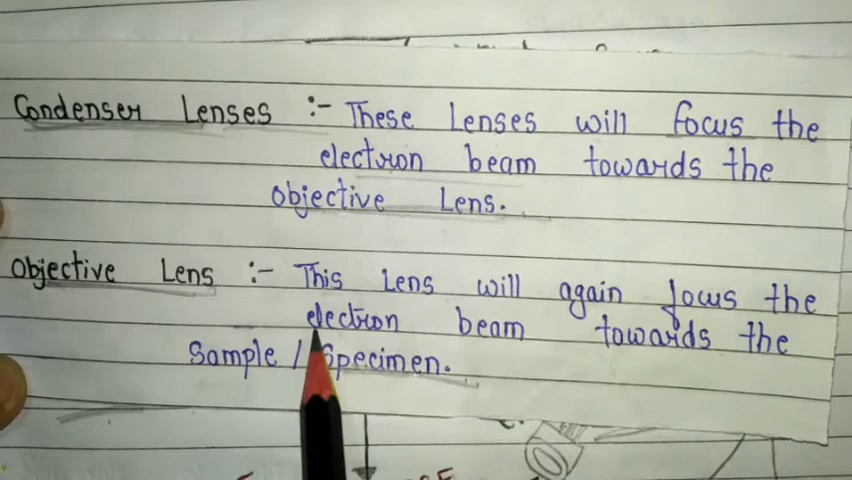 Condenser Lenses :- These Lenses will focus the
electron beam towards the
objective Lens.
Objective Lens :- This Lens will again focus the
electron beam towards the
Sample / Specimen.